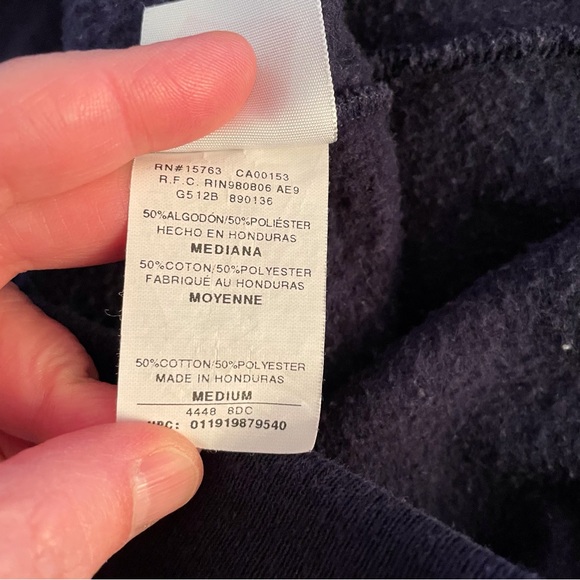 RN#15763 CA00153
R.F.C. RIN980806 AE9
G512B 890136
50%ALGODÓN/50%POLIÉSTER
HECHO EN HONDURAS
MEDIANA
50%COTON/50%POLYESTER
FABRIQUÉ AU HONDURAS
MOYENNE
50%COTTON/50%POLYESTER
MADE IN HONDURAS
MEDIUM
4448 8DC
UPC: 011919879540